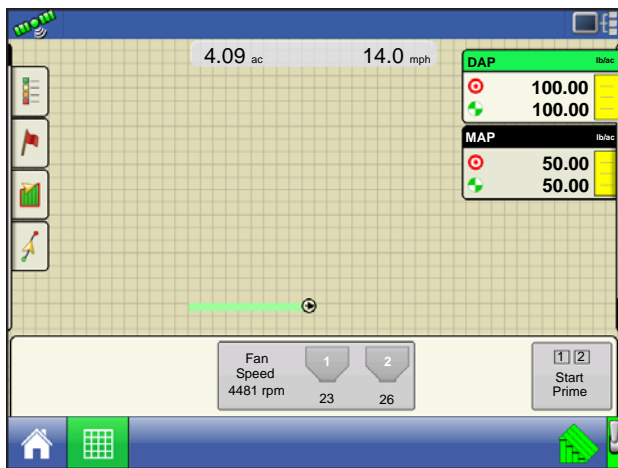 4.09 ac 14.0 mph
DAP lb/ac
100.00
100.00
MAP lb/ac
50.00
50.00
Fan
Speed
4481 rpm
1 2
23 26
1 2
Start
Prime